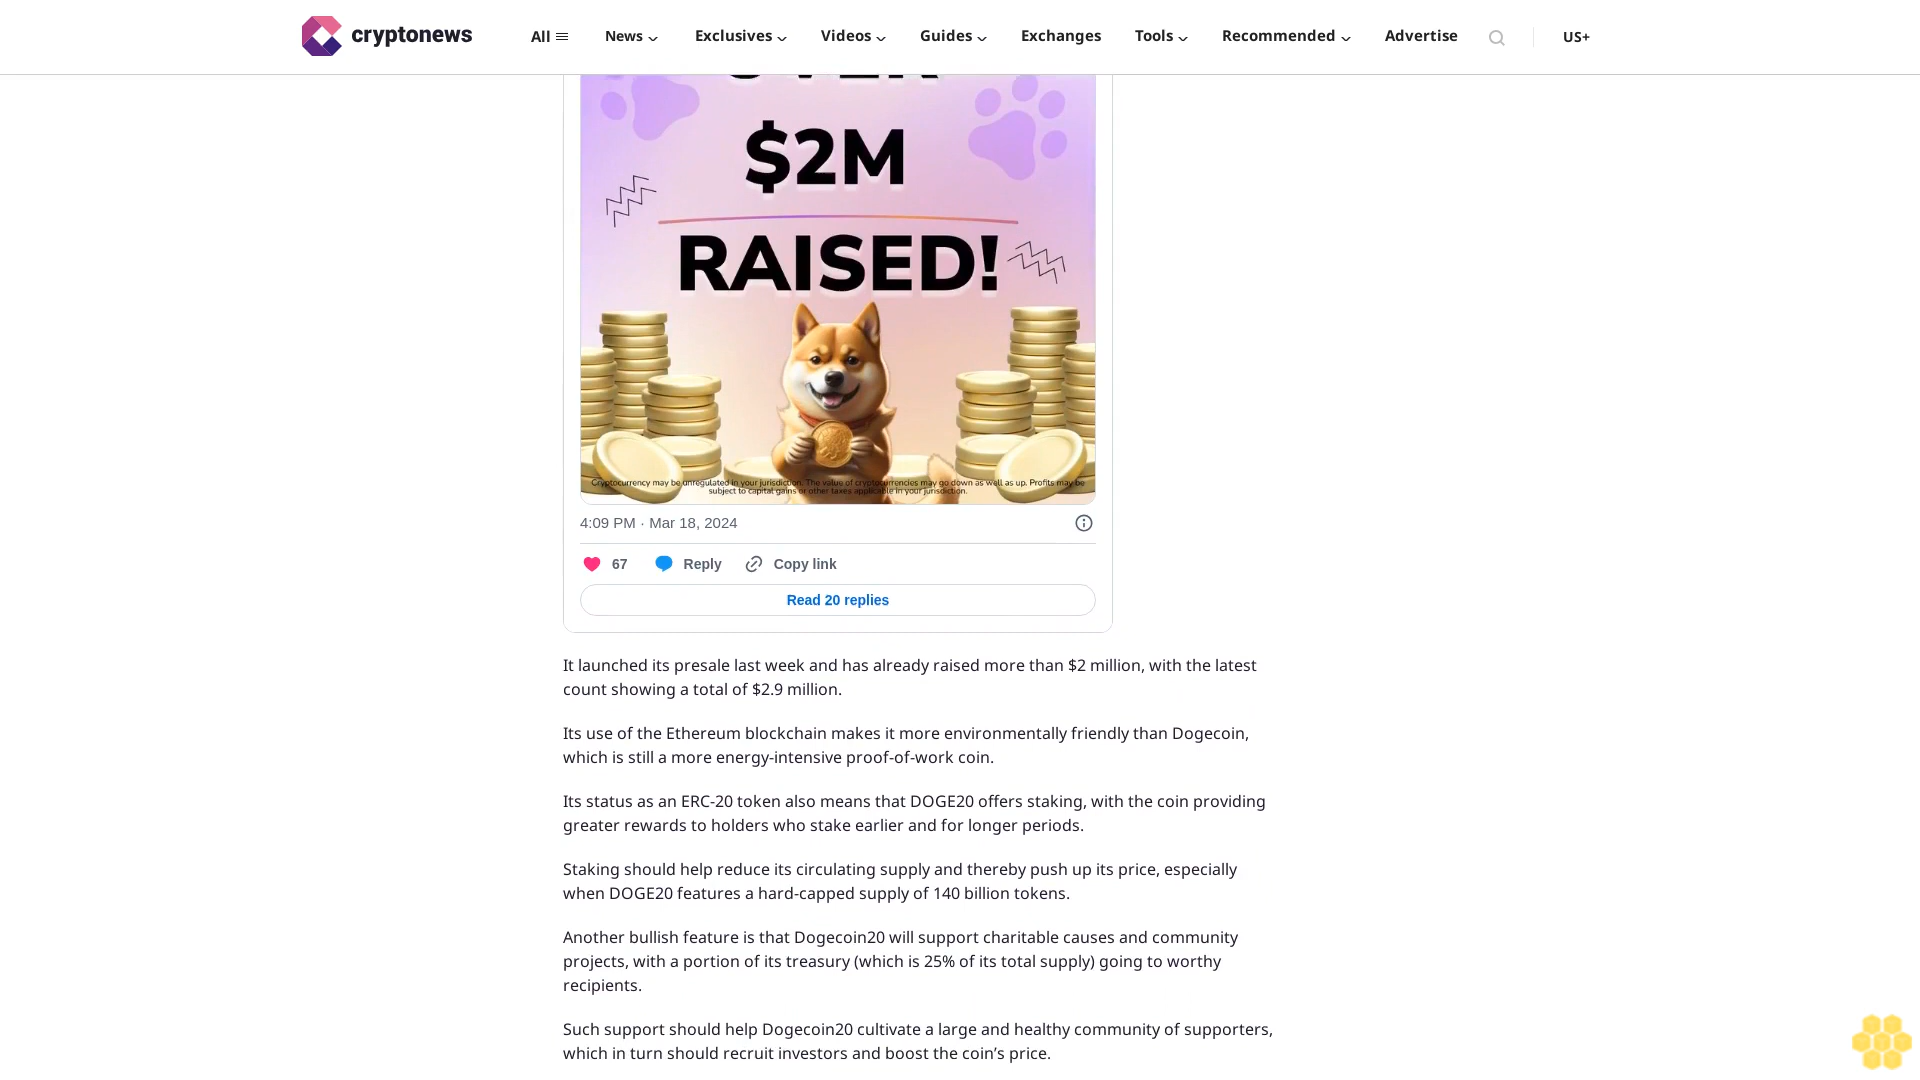 cryptonews
All
News
Exclusives
Videos
Guides
Exchanges
Tools
Recommended
Advertise
US+
OVER
$2M
RAISED!
Cryptocurrency may be unregulated in your jurisdiction. The value of cryptocurrencies may go down as well as up. Profits may be
subject to capital gains or other taxes applicable in your jurisdiction.
4:09 PM · Mar 18, 2024
67
Reply
Copy link
Read 20 replies
It launched its presale last week and has already raised more than $2 million, with the latest
count showing a total of $2.9 million.
Its use of the Ethereum blockchain makes it more environmentally friendly than Dogecoin,
which is still a more energy-intensive proof-of-work coin.
Its status as an ERC-20 token also means that DOGE20 offers staking, with the coin providing
greater rewards to holders who stake earlier and for longer periods.
Staking should help reduce its circulating supply and thereby push up its price, especially
when DOGE20 features a hard-capped supply of 140 billion tokens.
Another bullish feature is that Dogecoin20 will support charitable causes and community
projects, with a portion of its treasury (which is 25% of its total supply) going to worthy
recipients.
Such support should help Dogecoin20 cultivate a large and healthy community of supporters,
which in turn should recruit investors and boost the coin’s price.